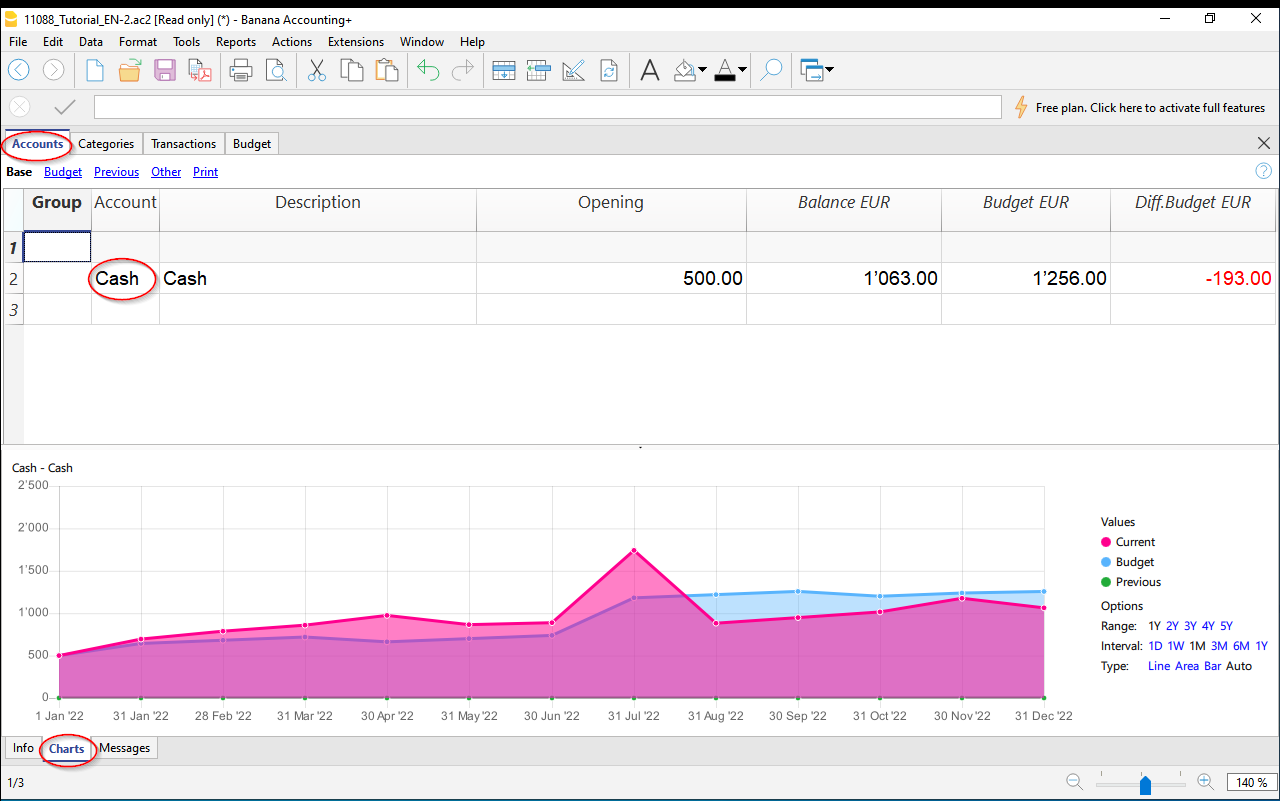 11088_Tutorial_EN-2.ac2 [Read only] (*) - Banana Accounting+
File Edit Data Format Tools Reports Actions Extensions Window Help
Free plan. Click here to activate full features
Accounts Categories Transactions Budget
Base Budget Previous Other Print
Group Account Description Opening Balance EUR Budget EUR Diff.Budget EUR
1
2 Cash Cash 500.00 1’063.00 1’256.00 -193.00
3
Cash - Cash
2'500
2'000
1'500
1'000
500
0
1 Jan '22 31 Jan '22 28 Feb '22 31 Mar '22 30 Apr '22 31 May '22 30 Jun '22 31 Jul '22 31 Aug '22 30 Sep '22 31 Oct '22 30 Nov '22 31 Dec '22
Values
Current
Budget
Previous
Options
Range: 1Y 2Y 3Y 4Y 5Y
Interval: 1D 1W 1M 3M 6M 1Y
Type: Line Area Bar Auto
Info Charts Messages
1/3
140 %